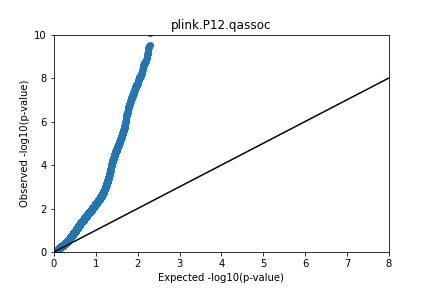 plink.P12.qassoc
Observed -log10(p-value)
10
8
6
4
2
0
0 1 2 3 4 5 6 7 8
Expected -log10(p-value)